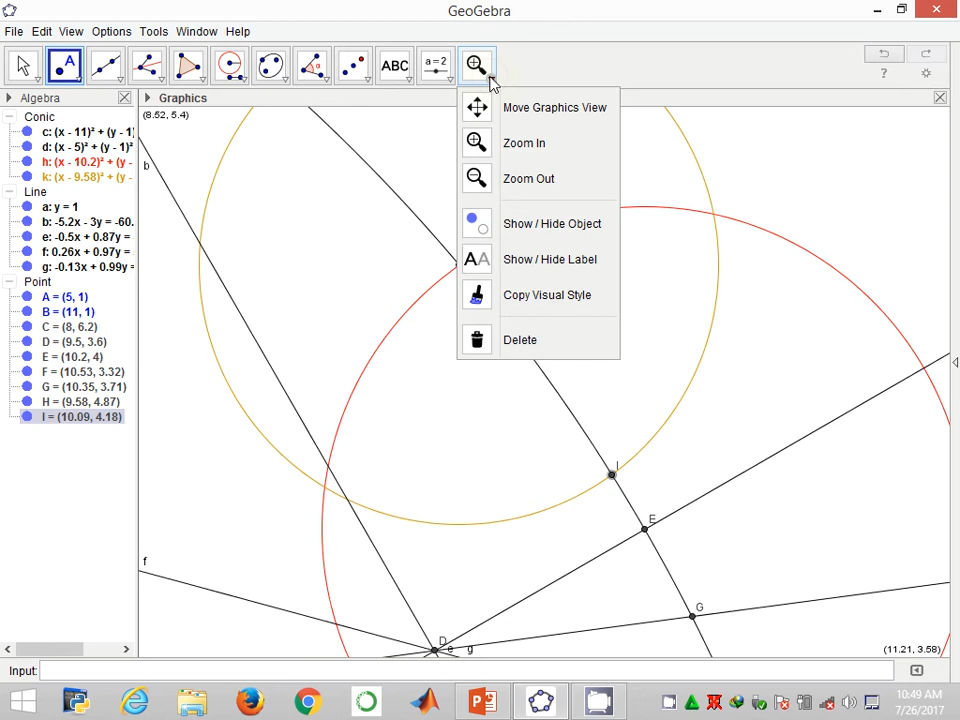 GeoGebra
File Edit View Options Tools Window Help
A ABC a = 2
Algebra
Graphics
Conic
c: (x - 11)² + (y - 1)
d: (x - 5)² + (y - 1)²
h: (x - 10.2)² + (y -
k: (x - 9.58)² + (y -
Line
a: y = 1
b: -5.2x - 3y = -60.
e: -0.5x + 0.87y =
f: 0.26x + 0.97y =
g: -0.13x + 0.99y =
Point
A = (5, 1)
B = (11, 1)
C = (8, 6.2)
D = (9.5, 3.6)
E = (10.2, 4)
F = (10.53, 3.32)
G = (10.35, 3.71)
H = (9.58, 4.87)
I = (10.09, 4.18)
(8.52, 5.4)
b
Move Graphics View
Zoom In
Zoom Out
Show / Hide Object
AA Show / Hide Label
Copy Visual Style
Delete
I
E
G
f
D e g
(11.21, 3.58)
Input:
10:49 AM
7/26/2017